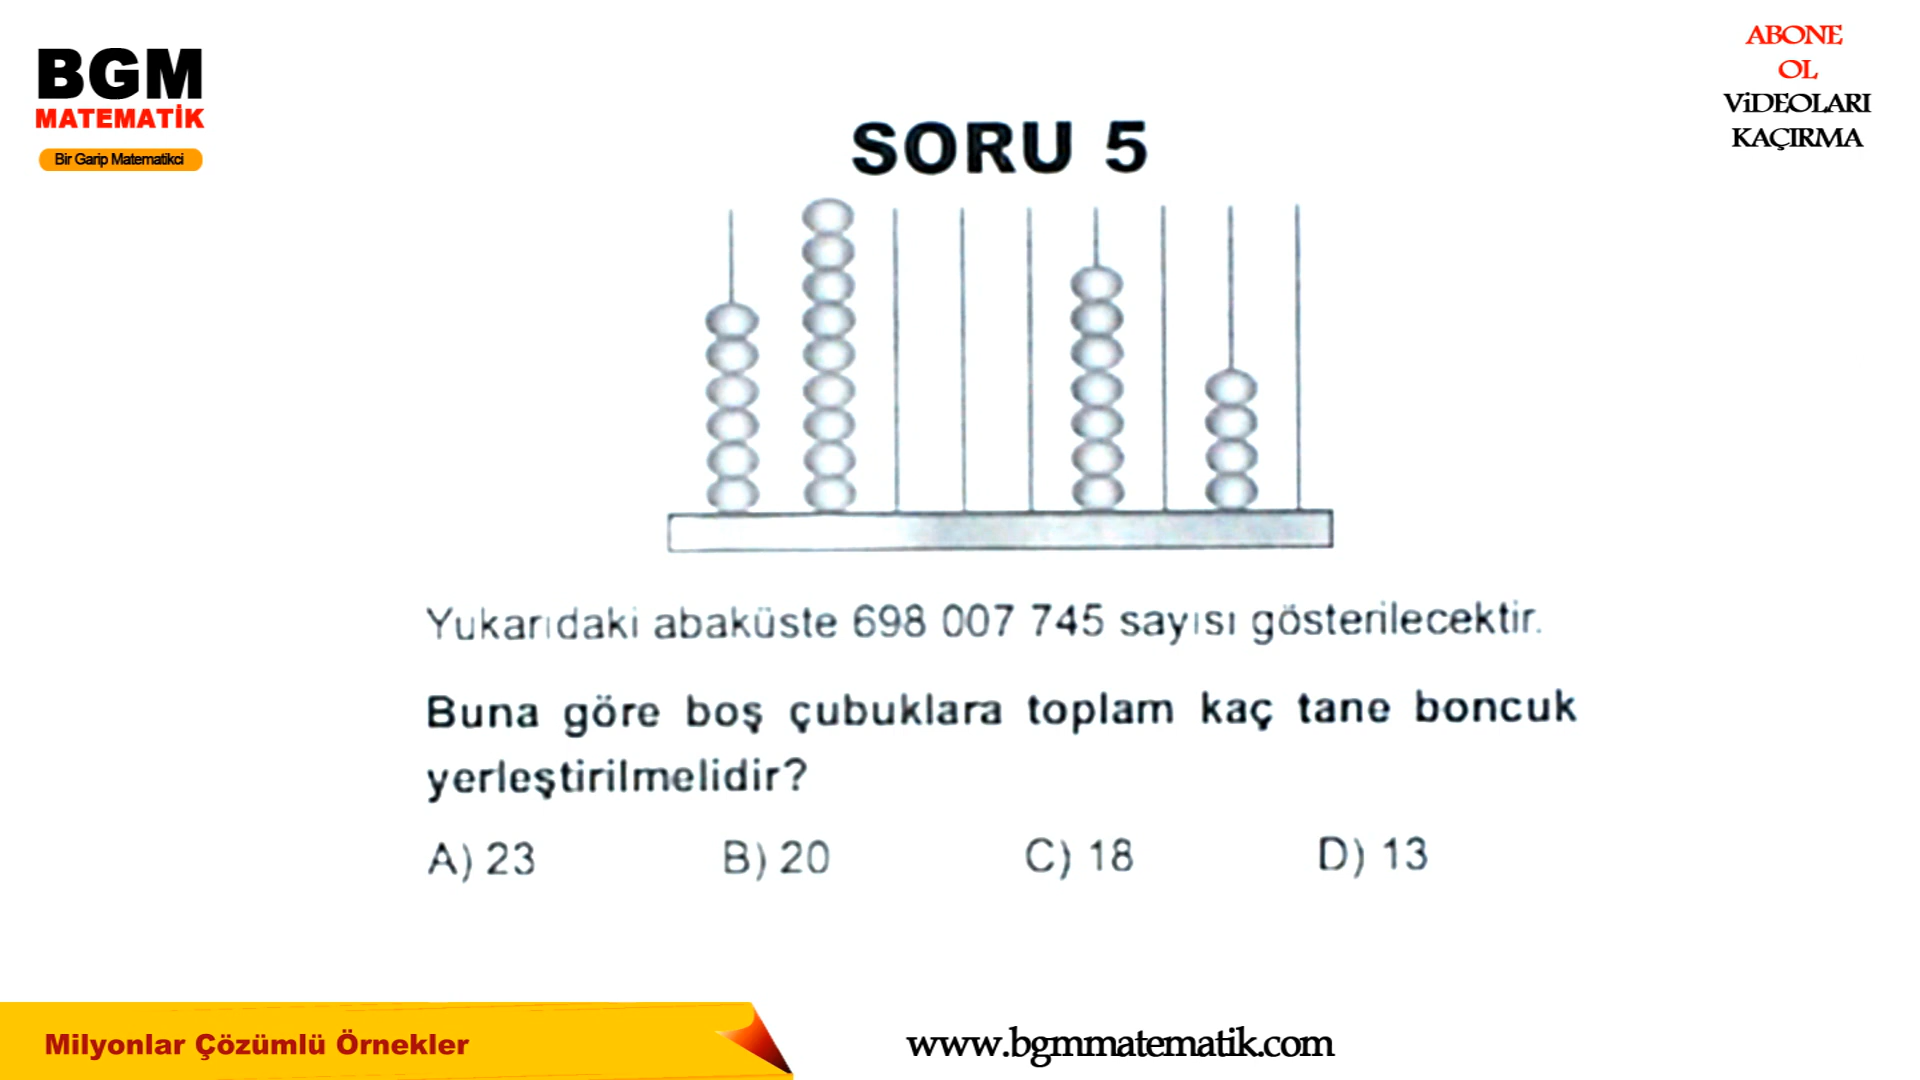 BGM
MATEMATİK
Bir Garip Matematikci
ABONE
OL
ViDEOLARI
KAÇIRMA
SORU 5
Yukarıdaki abaküste 698 007 745 sayısı gösterilecektir.
Buna göre boş çubuklara toplam kaç tane boncuk
yerleştirilmelidir?
A) 23 B) 20 C) 18 D) 13
Milyonlar Çözümlü Örnekler
www.bgmmatematik.com